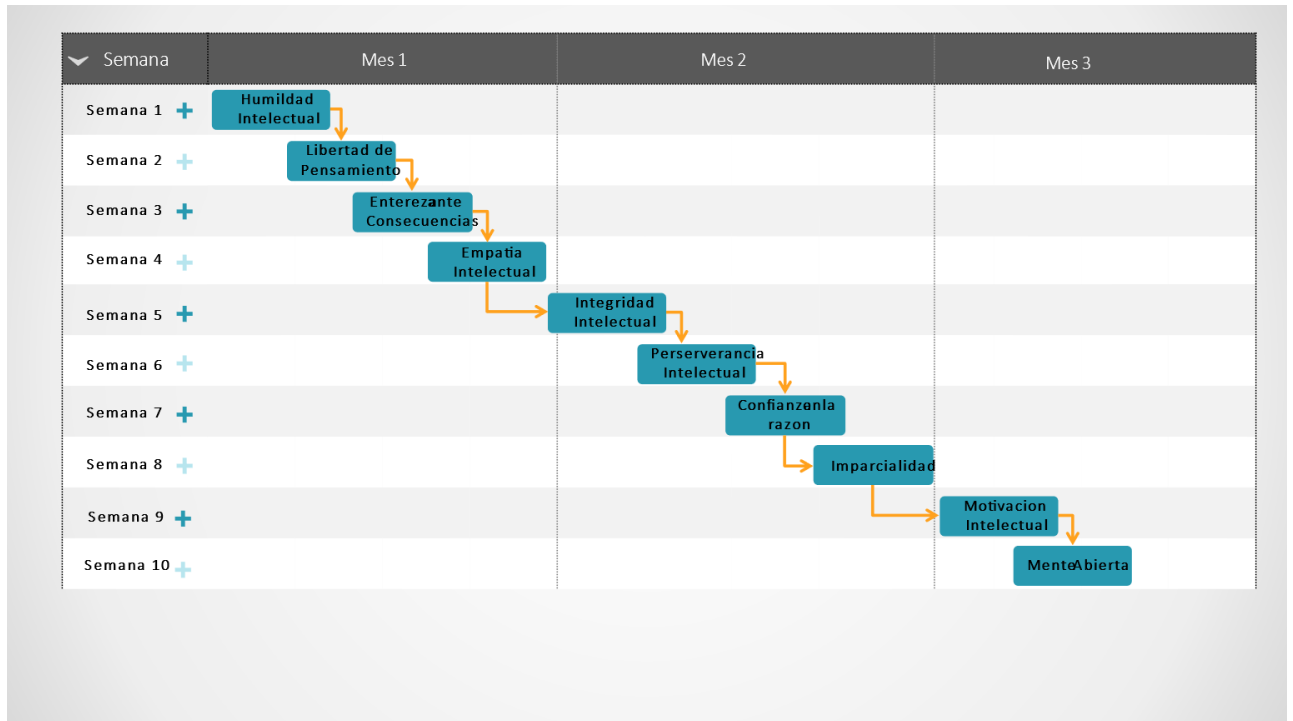 Semana Mes 1 Mes 2 Mes 3
Semana 1 Humildad
Intelectual
Semana 2 Libertad de
Pensamiento
Semana 3 Enterezante
Consecuencias
Semana 4 Empatia
Intelectual
Semana 5 Integridad
Intelectual
Semana 6 Perserverancia
Intelectual
Semana 7 Confianzenla
razon
Semana 8 Imparcialidad
Semana 9 Motivacion
Intelectual
Semana 10 MenteAbierta